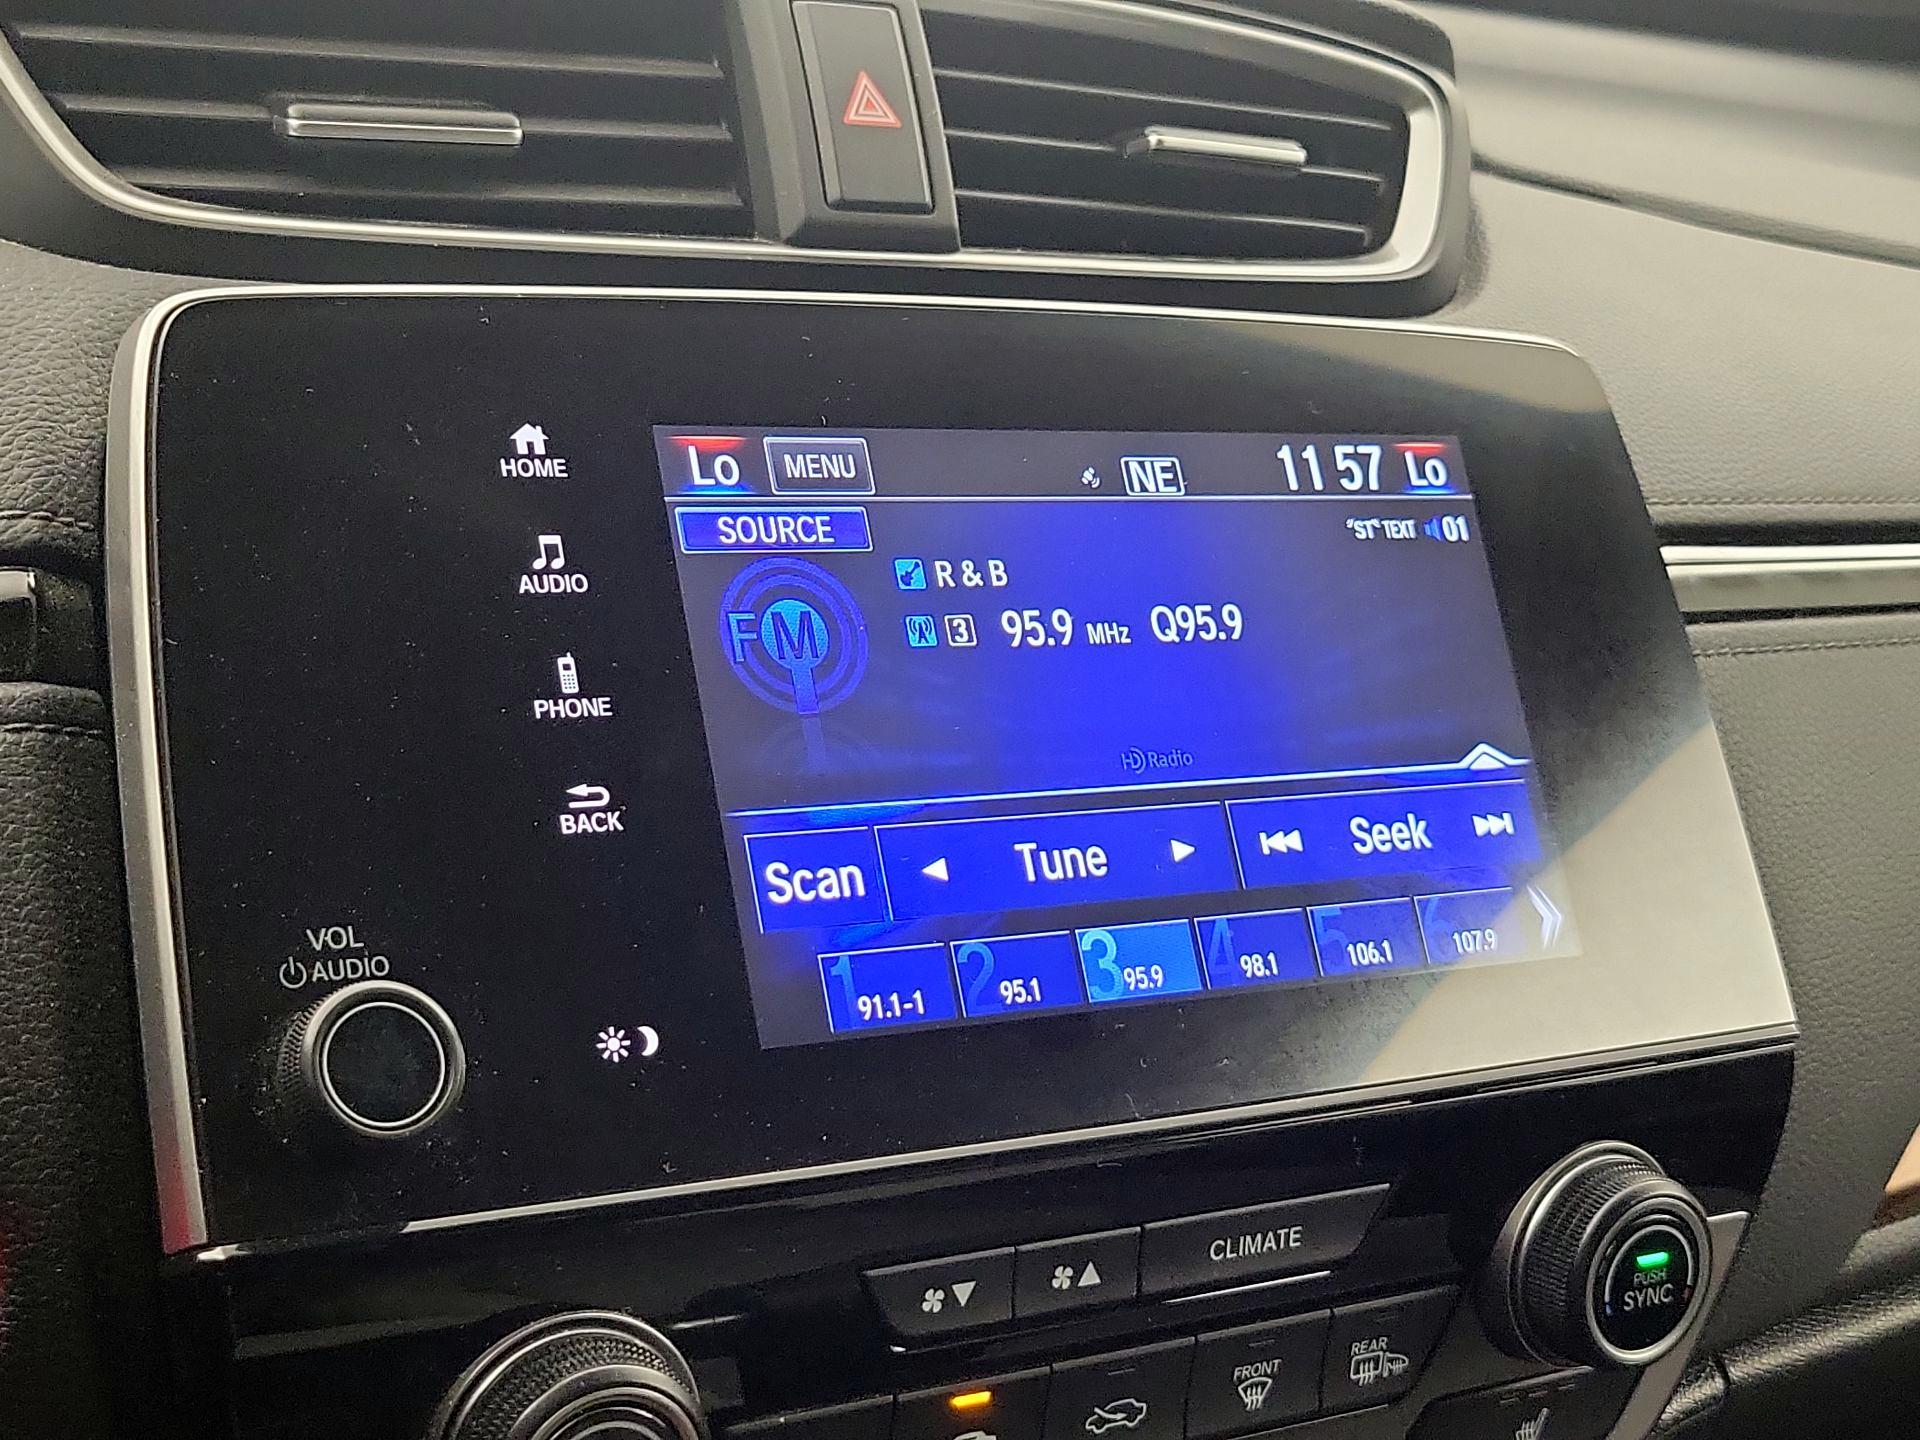 HOME
AUDIO
PHONE
BACK
VOL
AUDIO
Lo MENU NE 11 57 Lo
SOURCE "ST" TEXT 01
R & B
FM
3 95.9 MHz Q95.9
HD Radio
Scan Tune Seek
1 91.1-1 2 95.1 3 95.9 4 98.1 5 106.1 6 107.9
CLIMATE
PUSH
SYNC
FRONT
REAR